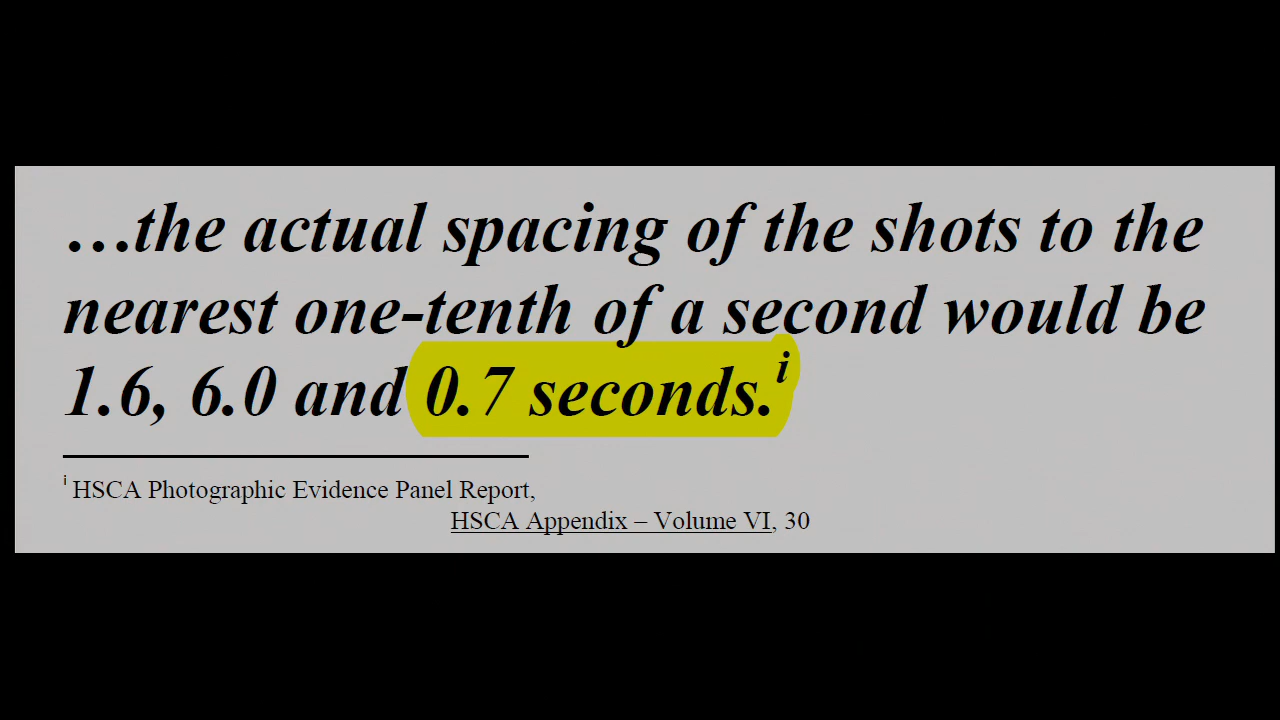 …the actual spacing of the shots to the
nearest one-tenth of a second would be
1.6, 6.0 and 0.7 seconds.i
i HSCA Photographic Evidence Panel Report,
HSCA Appendix – Volume VI, 30